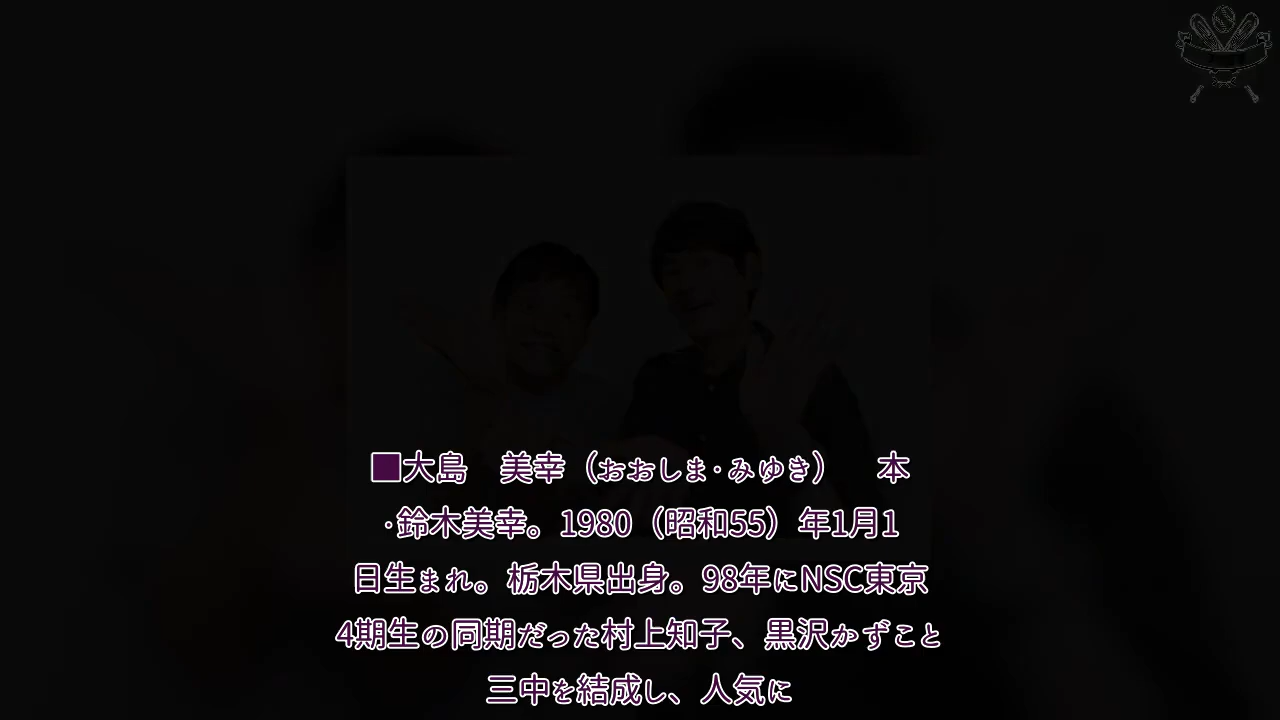 ■大島　美幸（おおしま・みゆき）　本
・鈴木美幸。1980（昭和55）年1月1
日生まれ。栃木県出身。98年にNSC東京
4期生の同期だった村上知子、黒沢かずこと
三中を結成し、人気に